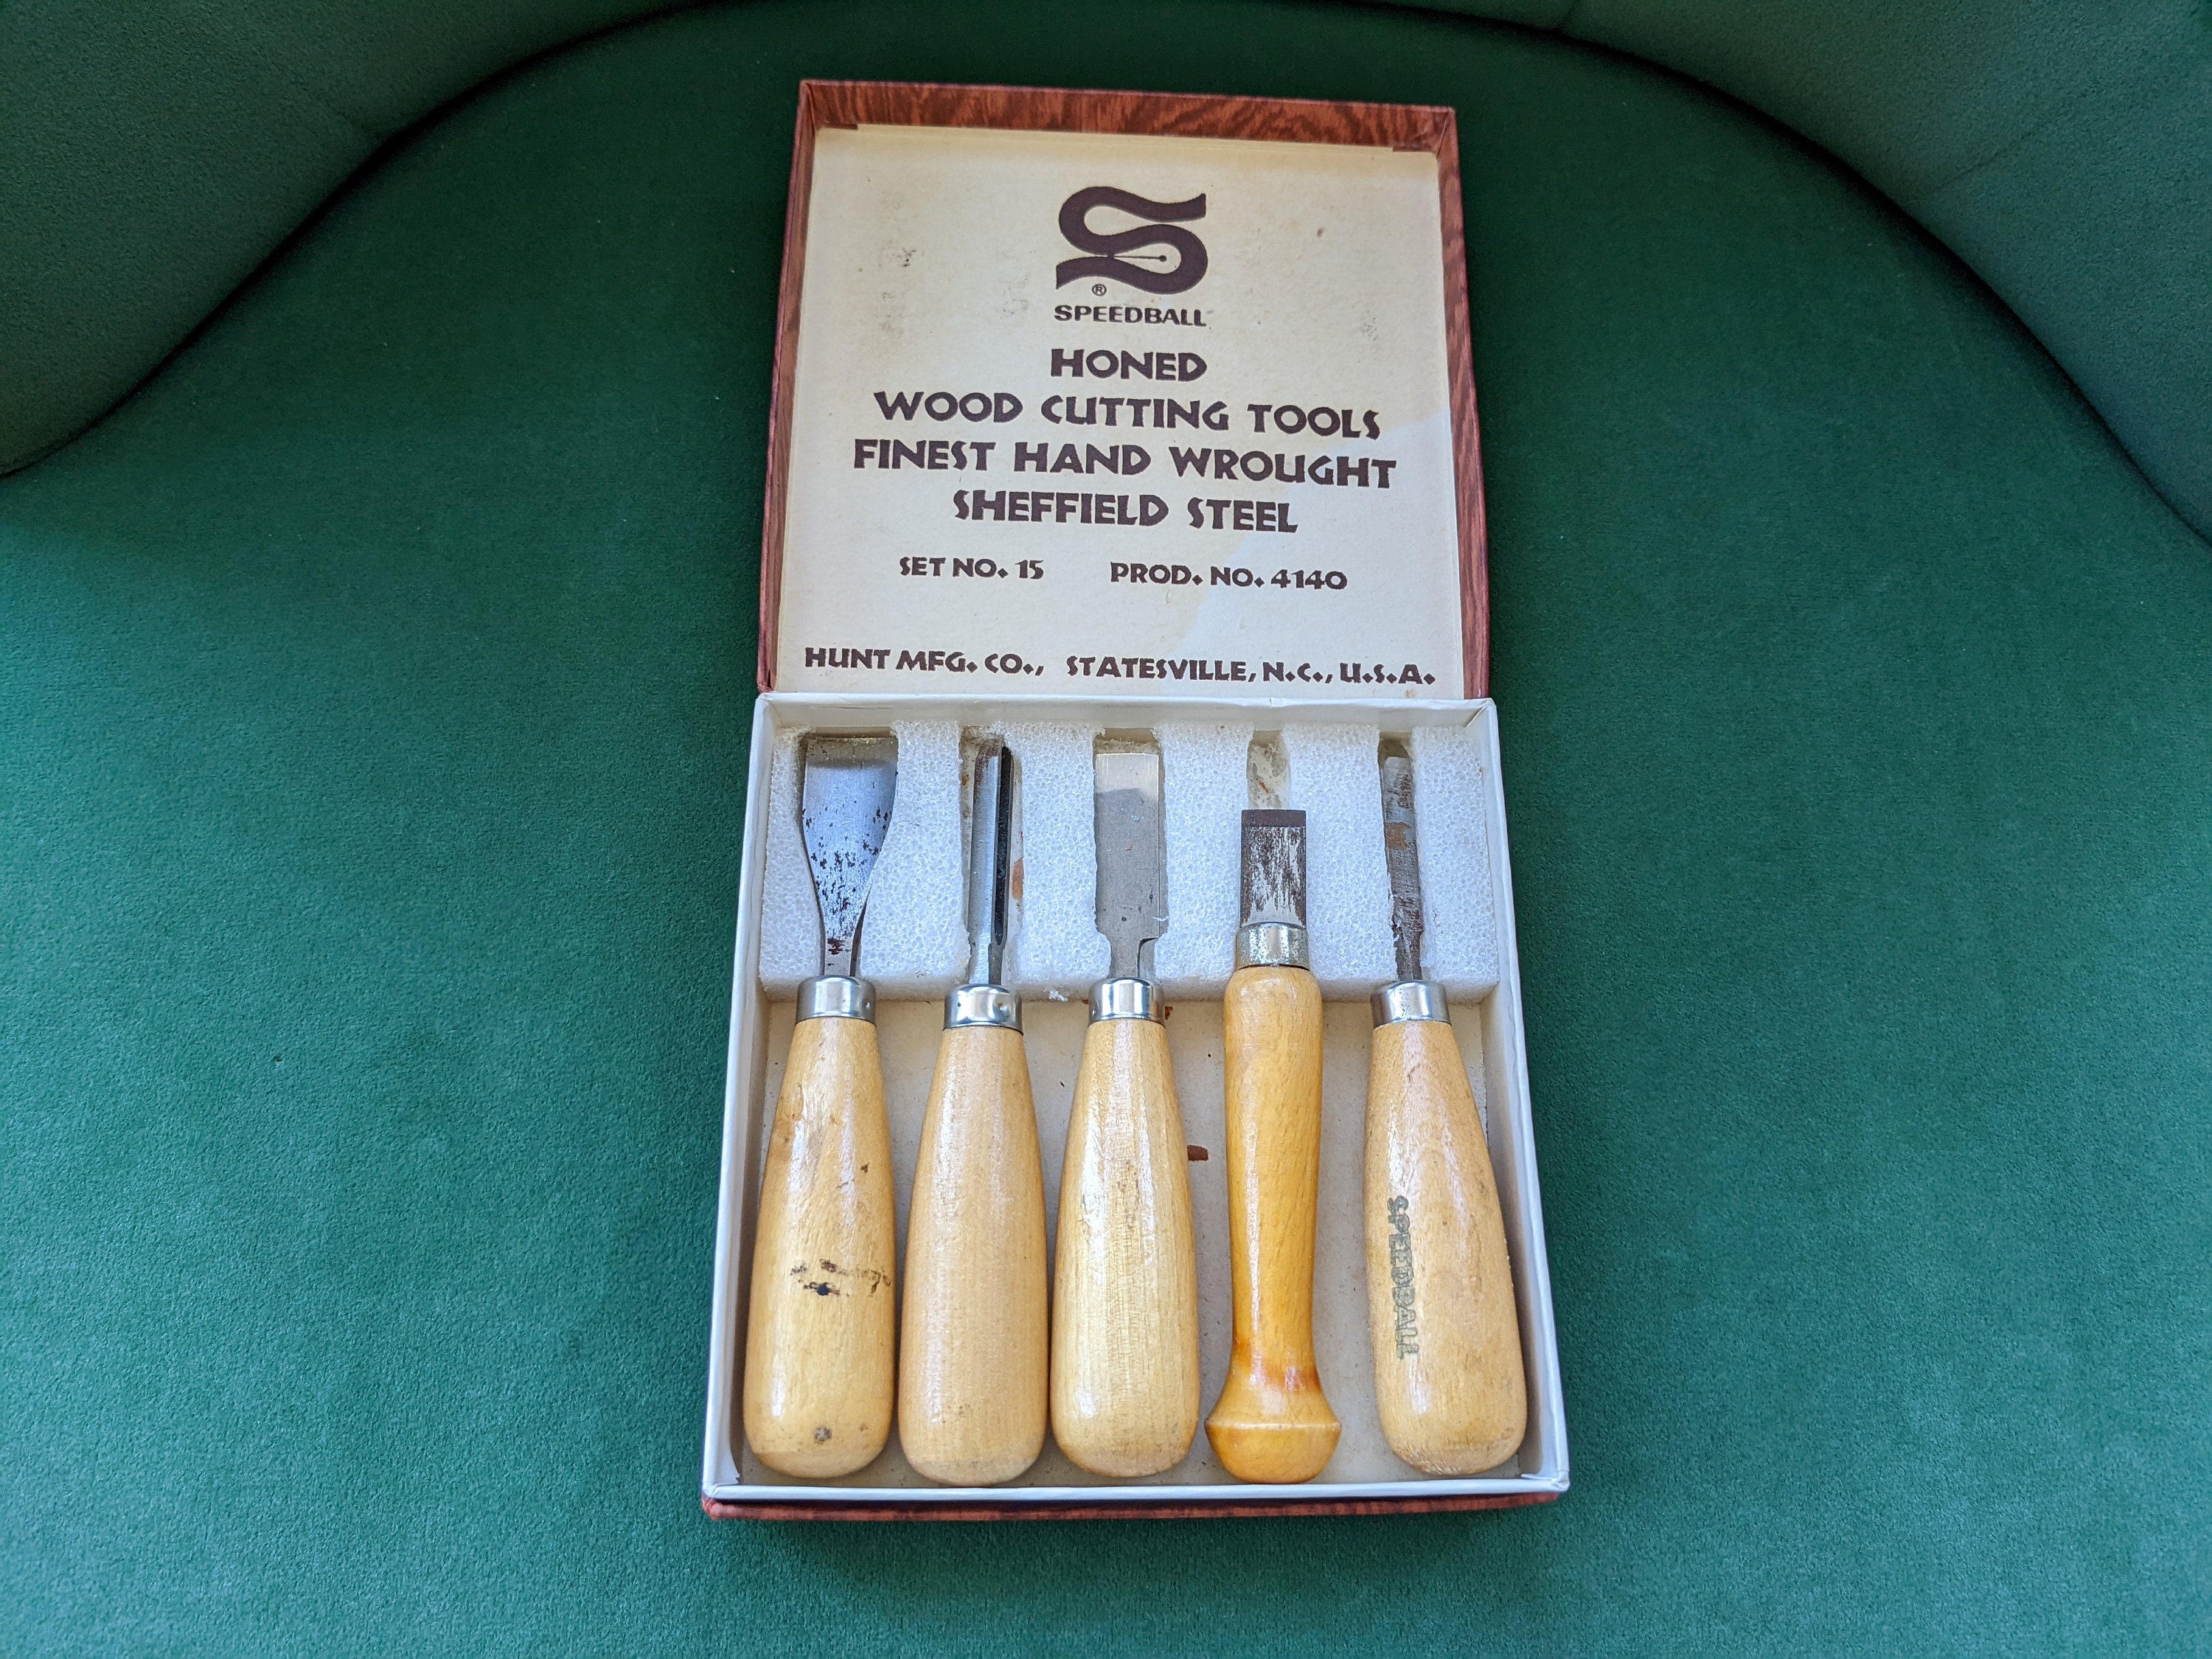 ®
SPEEDBALL
HONED
WOOD CUTTING TOOLS
FINEST HAND WROUGHT
SHEFFIELD STEEL
SET NO. 15 PROD. NO. 4140
HUNT MFG. CO., STATESVILLE, N.C., U.S.A.
SPEEDBALL